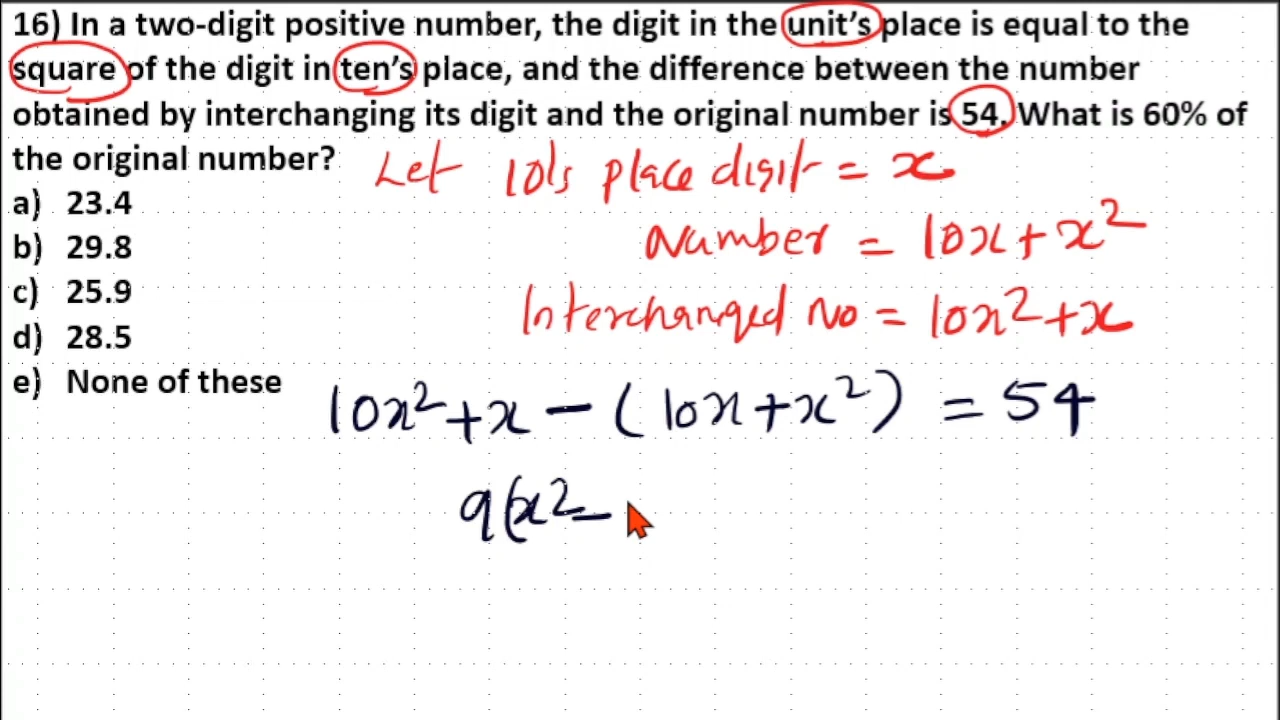 16) In a two-digit positive number, the digit in the unit's place is equal to the
square of the digit in ten's place, and the difference between the number
obtained by interchanging its digit and the original number is 54. What is 60% of
the original number?
Let 10's place digit = x
a) 23.4
Number = 10x + x²
b) 29.8
c) 25.9
Interchanged No = 10x² + x
d) 28.5
e) None of these
10x² + x - (10x + x²) = 54
9(x² -